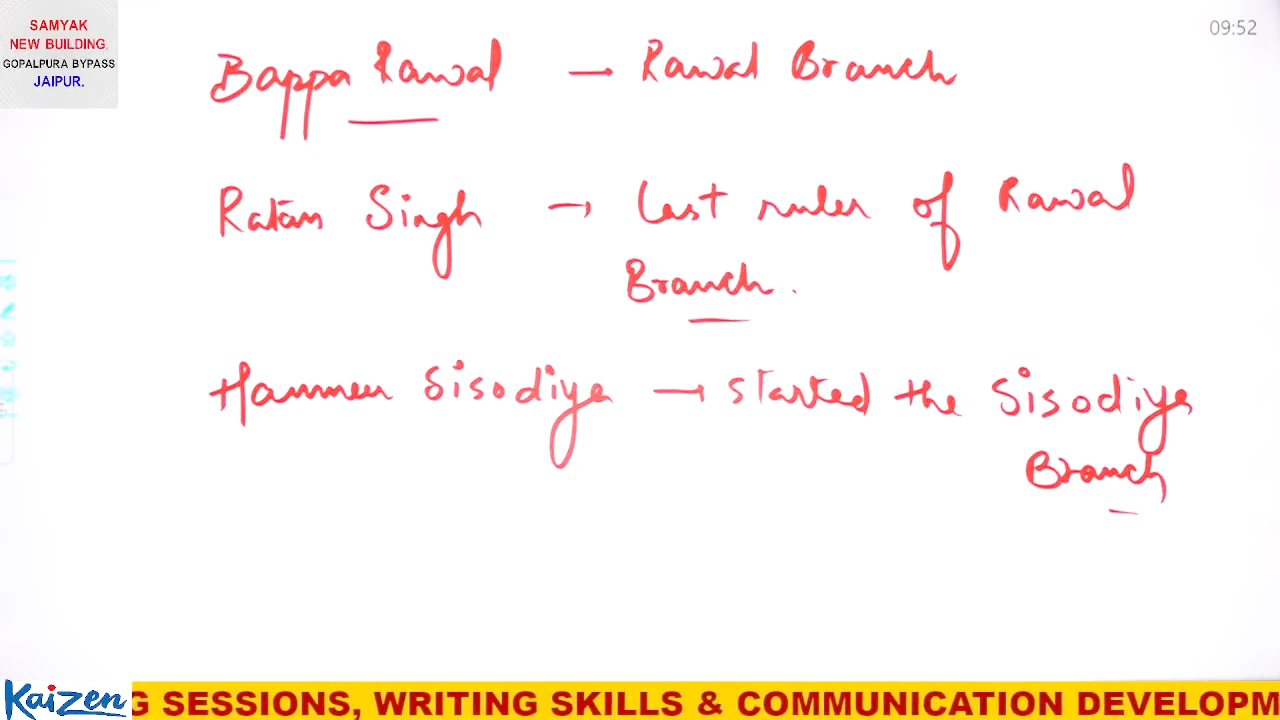 SAMYAK
NEW BUILDING,
GOPALPURA BYPASS
JAIPUR.
09:52
Bappa Rawal — Rawal Branch
Ratan Singh → Last ruler of Rawal
Branch.
Hammer Sisodiya → Started the Sisodiya
Branch
Kaizen
G SESSIONS, WRITING SKILLS & COMMUNICATION DEVELOPM